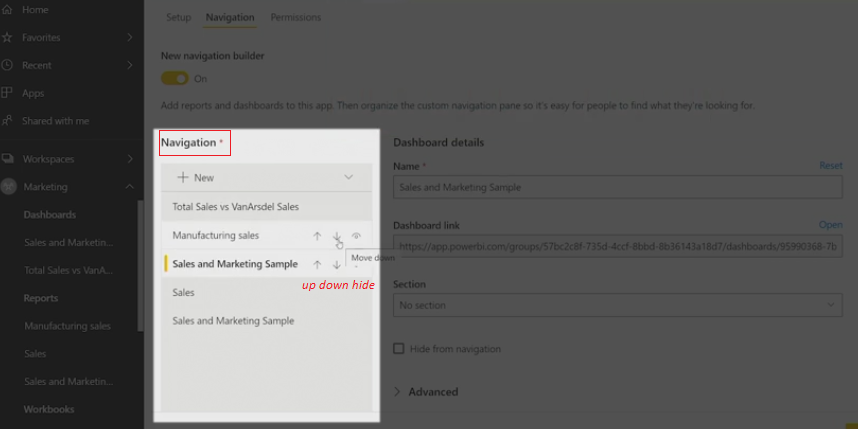 Home
Favorites
Recent
Apps
Shared with me
Workspaces
Marketing
Dashboards
Sales and Marketin...
Total Sales vs VanA...
Reports
Manufacturing sales
Sales
Sales and Marketin...
Workbooks
Setup Navigation Permissions
New navigation builder
On
Add reports and dashboards to this app. Then organize the custom navigation pane so it's easy for people to find what they're looking for.
Navigation *
New
Total Sales vs VanArsdel Sales
Manufacturing sales
Move down
Sales and Marketing Sample
up down hide
Sales
Sales and Marketing Sample
Dashboard details
Name * Reset
Sales and Marketing Sample
Dashboard link Open
https://app.powerbi.com/groups/57bc2c8f-735d-4ccf-8bbd-8b36143a18d7/dashboards/95990368-7b
Section
No section
Hide from navigation
Advanced